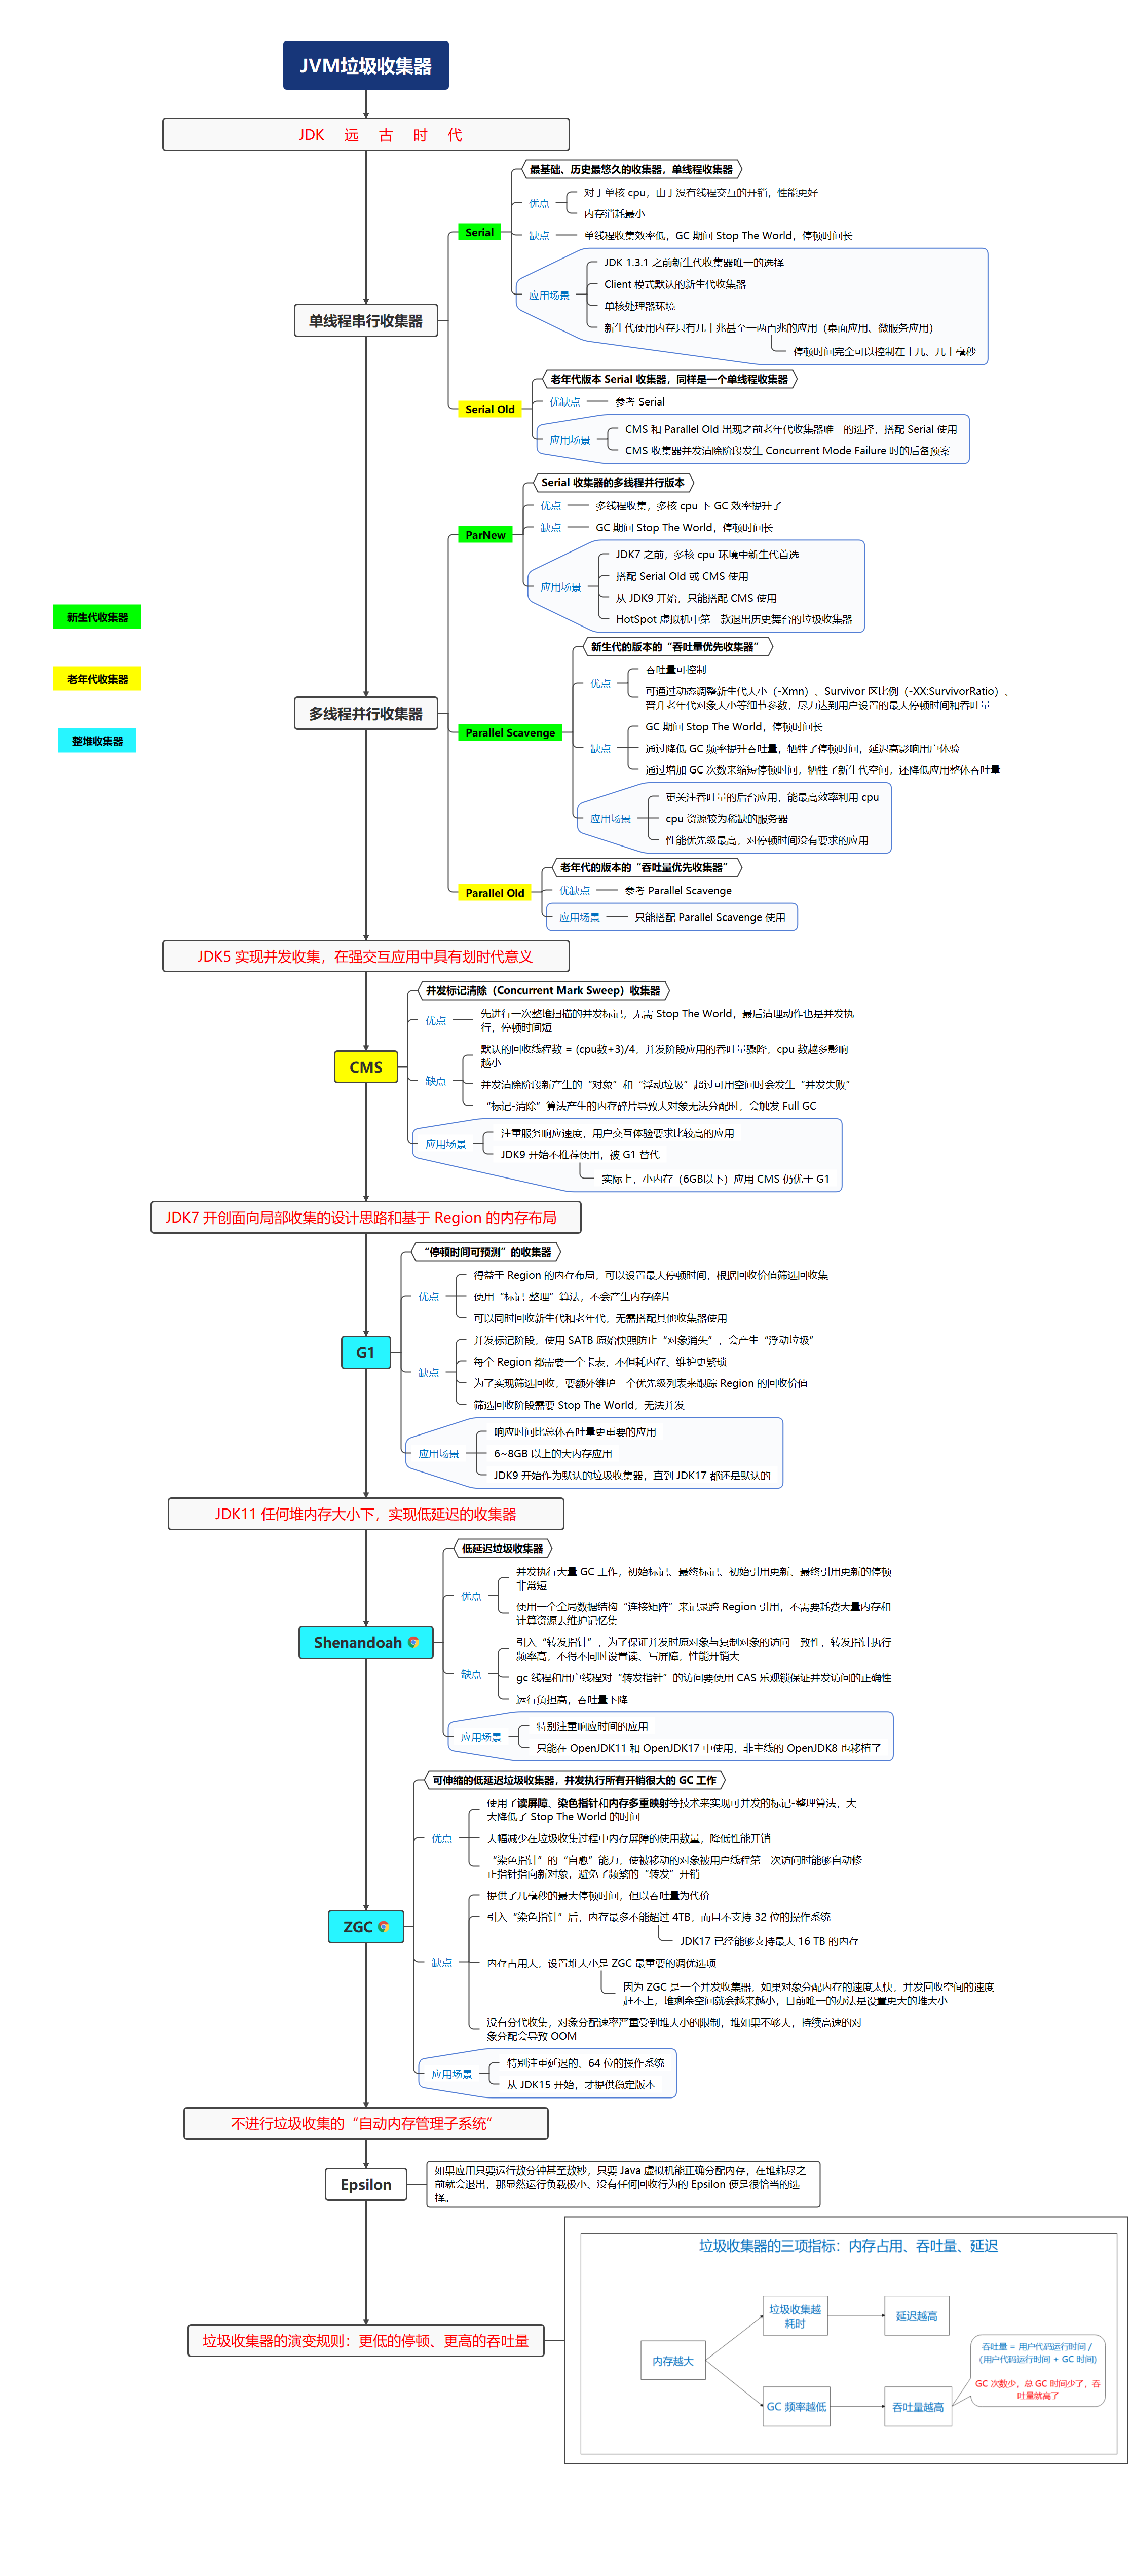 JVM垃圾收集器
JDK 远 古 时 代
最基础、历史最悠久的收集器，单线程收集器
优点
对于单核 cpu，由于没有线程交互的开销，性能更好
内存消耗最小
Serial
缺点
单线程收集效率低，GC 期间 Stop The World，停顿时间长
应用场景
JDK 1.3.1 之前新生代收集器唯一的选择
Client 模式默认的新生代收集器
单核处理器环境
新生代使用内存只有几十兆甚至一两百兆的应用（桌面应用、微服务应用）
停顿时间完全可以控制在十几、几十毫秒
单线程串行收集器
老年代版本 Serial 收集器，同样是一个单线程收集器
Serial Old
优缺点
参考 Serial
应用场景
CMS 和 Parallel Old 出现之前老年代收集器唯一的选择，搭配 Serial 使用
CMS 收集器并发清除阶段发生 Concurrent Mode Failure 时的后备预案
Serial 收集器的多线程并行版本
优点
多线程收集，多核 cpu 下 GC 效率提升了
ParNew
缺点
GC 期间 Stop The World，停顿时间长
应用场景
JDK7 之前，多核 cpu 环境中新生代首选
搭配 Serial Old 或 CMS 使用
从 JDK9 开始，只能搭配 CMS 使用
HotSpot 虚拟机中第一款退出历史舞台的垃圾收集器
新生代收集器
老年代收集器
整堆收集器
多线程并行收集器
新生代的版本的“吞吐量优先收集器”
优点
吞吐量可控制
可通过动态调整新生代大小（-Xmn）、Survivor 区比例（-XX:SurvivorRatio）、
晋升老年代对象大小等细节参数，尽力达到用户设置的最大停顿时间和吞吐量
Parallel Scavenge
缺点
GC 期间 Stop The World，停顿时间长
通过降低 GC 频率提升吞吐量，牺牲了停顿时间，延迟高影响用户体验
通过增加 GC 次数来缩短停顿时间，牺牲了新生代空间，还降低应用整体吞吐量
应用场景
更关注吞吐量的后台应用，能最高效率利用 cpu
cpu 资源较为稀缺的服务器
性能优先级最高，对停顿时间没有要求的应用
老年代的版本的“吞吐量优先收集器”
Parallel Old
优缺点
参考 Parallel Scavenge
应用场景
只能搭配 Parallel Scavenge 使用
JDK5 实现并发收集，在强交互应用中具有划时代意义
并发标记清除（Concurrent Mark Sweep）收集器
优点
先进行一次整堆扫描的并发标记，无需 Stop The World，最后清理动作也是并发执
行，停顿时间短
CMS
缺点
默认的回收线程数 = (cpu数+3)/4，并发阶段应用的吞吐量骤降，cpu 数越多影响
越小
并发清除阶段新产生的“对象”和“浮动垃圾”超过可用空间时会发生“并发失败”
“标记-清除”算法产生的内存碎片导致大对象无法分配时，会触发 Full GC
应用场景
注重服务响应速度，用户交互体验要求比较高的应用
JDK9 开始不推荐使用，被 G1 替代
实际上，小内存（6GB以下）应用 CMS 仍优于 G1
JDK7 开创面向局部收集的设计思路和基于 Region 的内存布局
“停顿时间可预测”的收集器
优点
得益于 Region 的内存布局，可以设置最大停顿时间，根据回收价值筛选回收集
使用“标记-整理”算法，不会产生内存碎片
可以同时回收新生代和老年代，无需搭配其他收集器使用
G1
缺点
并发标记阶段，使用 SATB 原始快照防止“对象消失”，会产生“浮动垃圾”
每个 Region 都需要一个卡表，不但耗内存、维护更繁琐
为了实现筛选回收，要额外维护一个优先级列表来跟踪 Region 的回收价值
筛选回收阶段需要 Stop The World，无法并发
应用场景
响应时间比总体吞吐量更重要的应用
6~8GB 以上的大内存应用
JDK9 开始作为默认的垃圾收集器，直到 JDK17 都还是默认的
JDK11 任何堆内存大小下，实现低延迟的收集器
低延迟垃圾收集器
优点
并发执行大量 GC 工作，初始标记、最终标记、初始引用更新、最终引用更新的停顿
非常短
使用一个全局数据结构“连接矩阵”来记录跨 Region 引用，不需要耗费大量内存和
计算资源去维护记忆集
Shenandoah
缺点
引入“转发指针”，为了保证并发时原对象与复制对象的访问一致性，转发指针执行
频率高，不得不同时设置读、写屏障，性能开销大
gc 线程和用户线程对“转发指针”的访问要使用 CAS 乐观锁保证并发访问的正确性
运行负担高，吞吐量下降
应用场景
特别注重响应时间的应用
只能在 OpenJDK11 和 OpenJDK17 中使用，非主线的 OpenJDK8 也移植了
可伸缩的低延迟垃圾收集器，并发执行所有开销很大的 GC 工作
优点
使用了读屏障、染色指针和内存多重映射等技术来实现可并发的标记-整理算法，大
大降低了 Stop The World 的时间
大幅减少在垃圾收集过程中内存屏障的使用数量，降低性能开销
“染色指针”的“自愈”能力，使被移动的对象被用户线程第一次访问时能够自动修
正指针指向新对象，避免了频繁的“转发”开销
ZGC
缺点
提供了几毫秒的最大停顿时间，但以吞吐量为代价
引入“染色指针”后，内存最多不能超过 4TB，而且不支持 32 位的操作系统
JDK17 已经能够支持最大 16 TB 的内存
内存占用大，设置堆大小是 ZGC 最重要的调优选项
因为 ZGC 是一个并发收集器，如果对象分配内存的速度太快，并发回收空间的速度
赶不上，堆剩余空间就会越来越小，目前唯一的办法是设置更大的堆大小
没有分代收集，对象分配速率严重受到堆大小的限制，堆如果不够大，持续高速的对
象分配会导致 OOM
应用场景
特别注重延迟的、64 位的操作系统
从 JDK15 开始，才提供稳定版本
不进行垃圾收集的“自动内存管理子系统”
Epsilon
如果应用只要运行数分钟甚至数秒，只要 Java 虚拟机能正确分配内存，在堆耗尽之
前就会退出，那显然运行负载极小、没有任何回收行为的 Epsilon 便是很恰当的选
择。
垃圾收集器的演变规则：更低的停顿、更高的吞吐量
垃圾收集器的三项指标：内存占用、吞吐量、延迟
垃圾收集越
耗时
延迟越高
内存越大
GC 频率越低
吞吐量越高
吞吐量 = 用户代码运行时间 /
(用户代码运行时间 + GC 时间)
GC 次数少，总 GC 时间少了，吞
吐量就高了